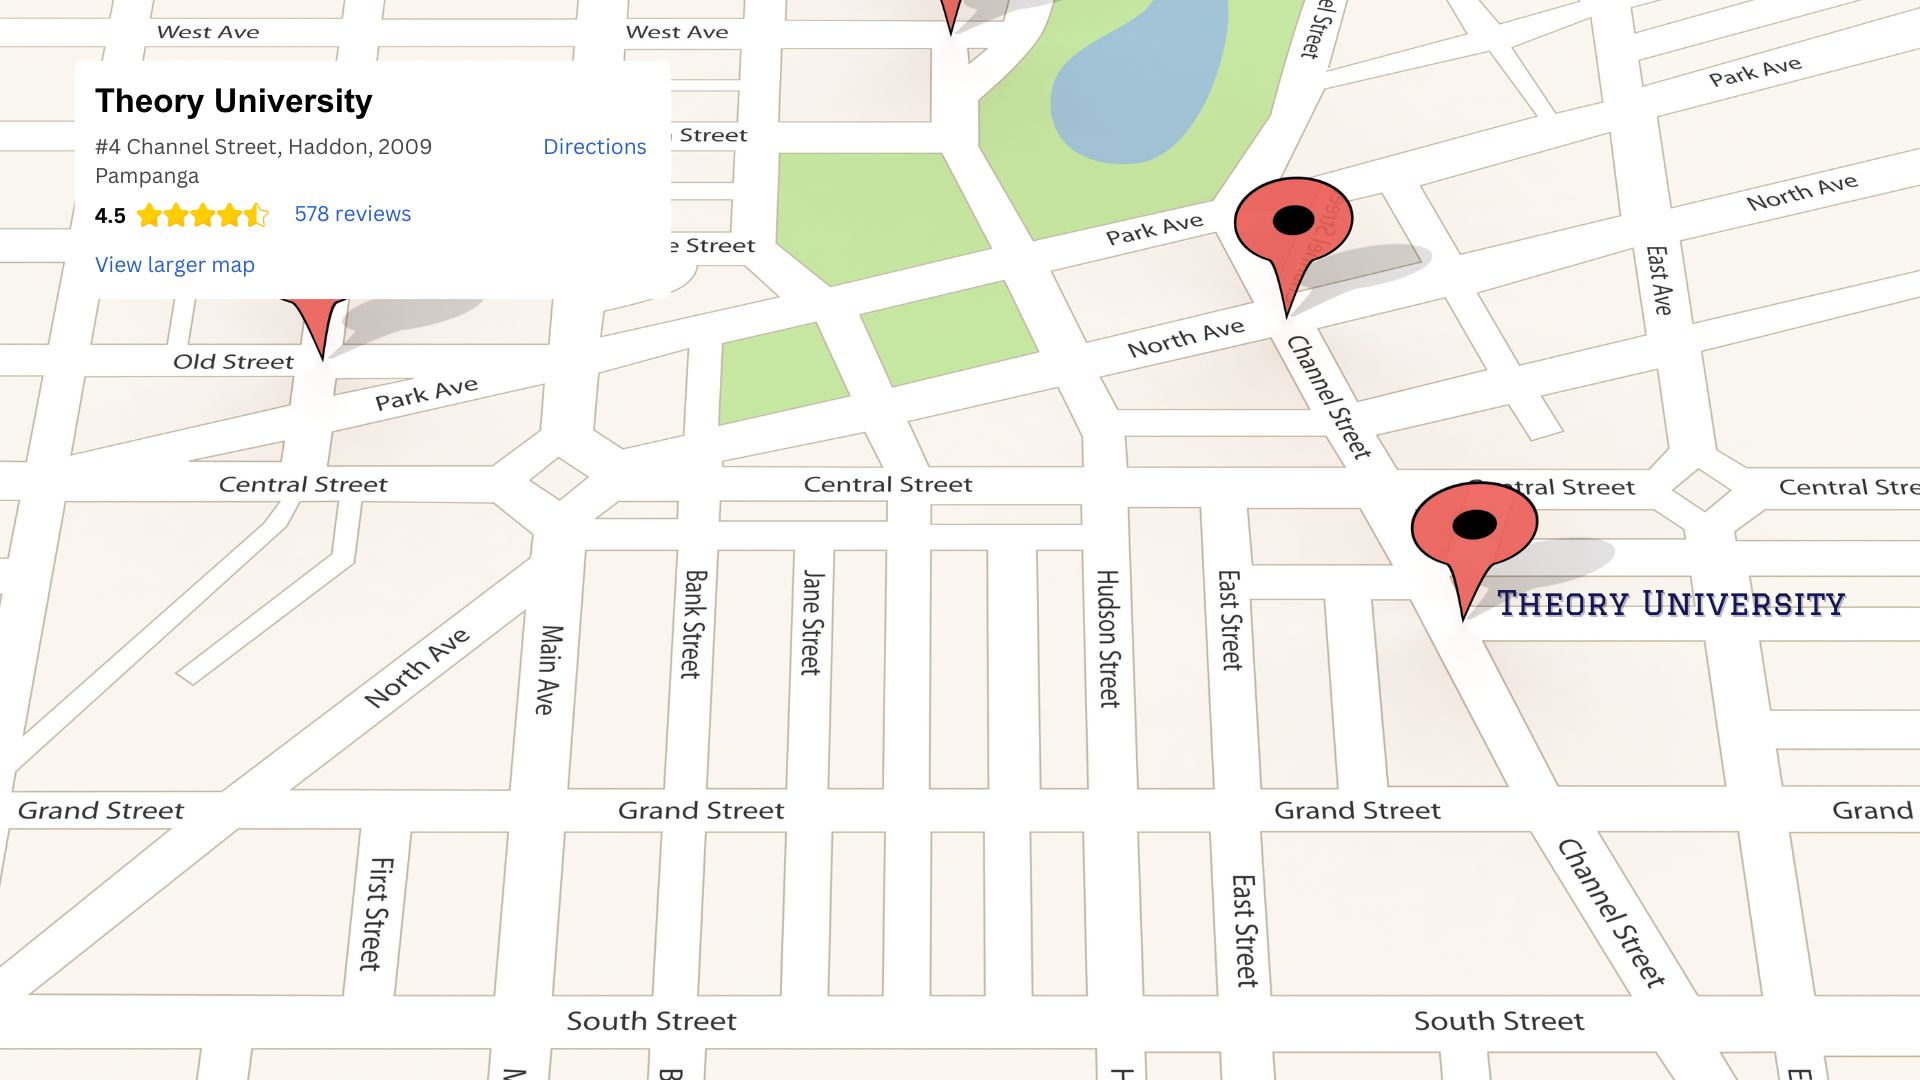 West Ave
West Ave
el Street
Park Ave
Theory University
#4 Channel Street, Haddon, 2009
Pampanga
Directions
4.5
578 reviews
View larger map
Street
e Street
Park Ave
North Ave
East Ave
North Ave
Channel Street
Old Street
Park Ave
Central Street
Central Street
Central Street
Central Stre
Theory University
Bank Street
Jane Street
Hudson Street
East Street
Main Ave
North Ave
Grand Street
Grand Street
Grand Street
Grand
First Street
East Street
Channel Street
South Street
South Street